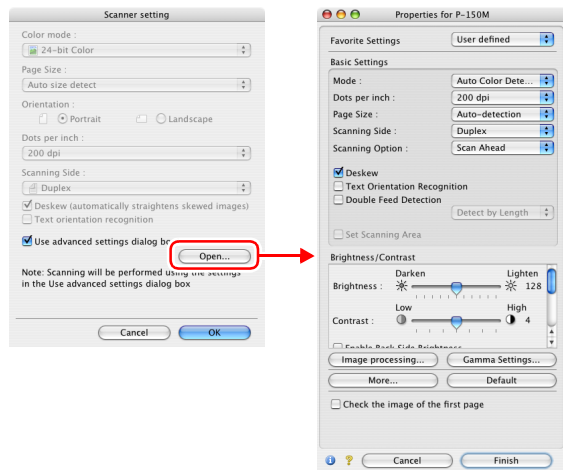 Scanner setting
Color mode :
24-bit Color
Page Size :
Auto size detect
Orientation :
Portrait
Landscape
Dots per inch :
200 dpi
Scanning Side :
Duplex
Deskew (automatically straightens skewed images)
Text orientation recognition
Use advanced settings dialog
Open...
Note: Scanning will be performed using the settings
in the Use advanced settings dialog box
Cancel
OK
Properties for P-150M
Favorite Settings
User defined
Basic Settings
Mode :
Auto Color Dete...
Dots per inch :
200 dpi
Page Size :
Auto-detection
Scanning Side :
Duplex
Scanning Option :
Scan Ahead
Deskew
Text Orientation Recognition
Double Feed Detection
Detect by Length
Set Scanning Area
Brightness/Contrast
Darken
Lighten
Brightness :
128
Low
High
Contrast :
4
Enable Back Side Brightness
Image processing...
Gamma Settings...
More...
Default
Check the image of the first page
Cancel
Finish